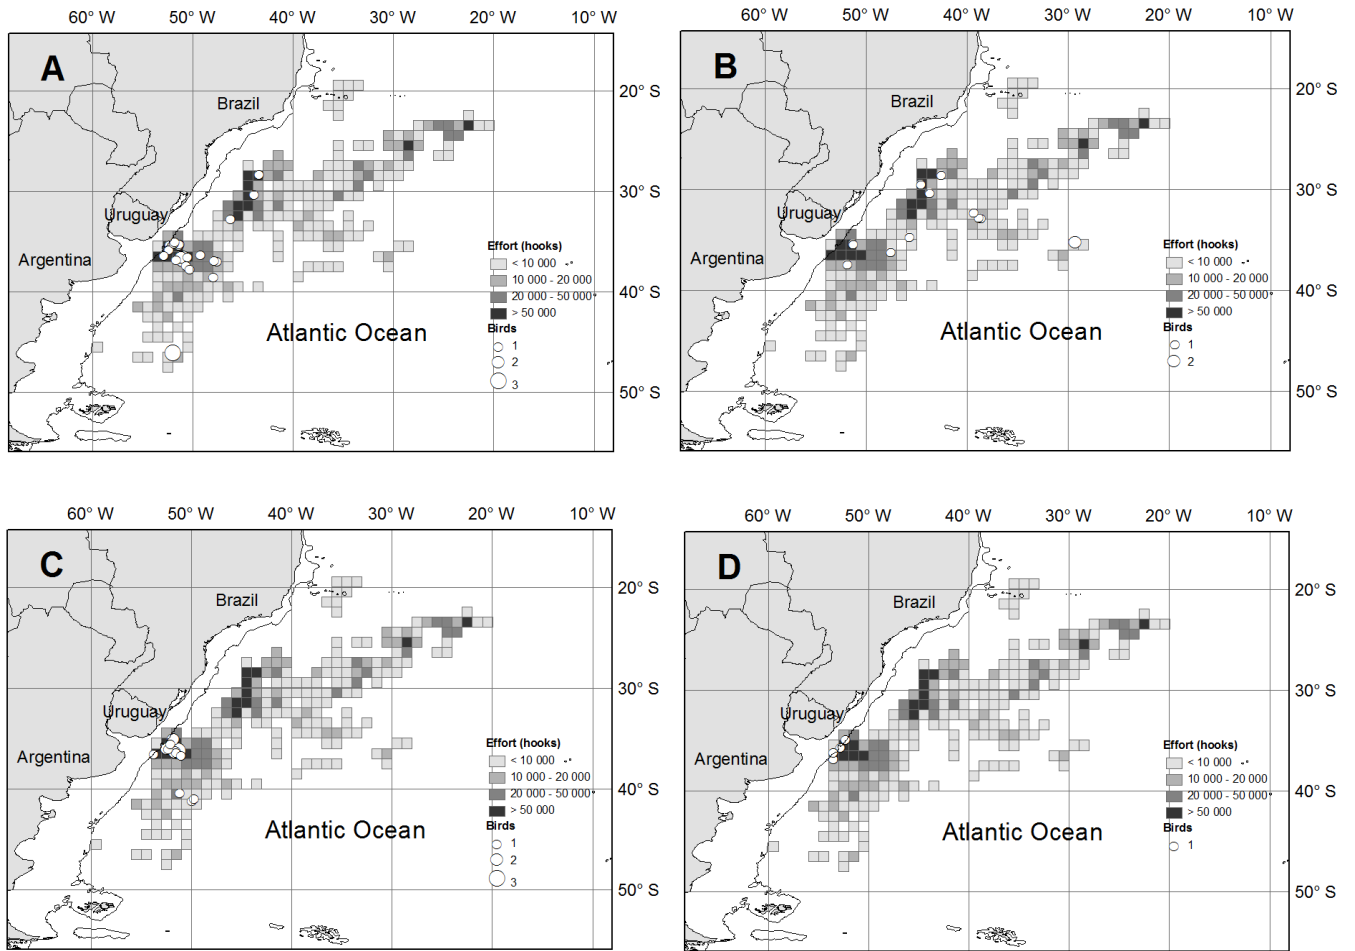 60° W 50° W 40° W 30° W 20° W 10° W
A
Brazil
20° S
30° S
Uruguay
Argentina
Effort (hooks)
< 10 000
10 000 - 20 000
20 000 - 50 000
> 50 000
40° S
Birds
1
2
3
Atlantic Ocean
50° S
60° W 50° W 40° W 30° W 20° W 10° W
B
Brazil
20° S
30° S
Uruguay
Argentina
Effort (hooks)
< 10 000
10 000 - 20 000
20 000 - 50 000
> 50 000
40° S
Birds
1
2
Atlantic Ocean
50° S
60° W 50° W 40° W 30° W 20° W 10° W
C
Brazil
20° S
30° S
Uruguay
Argentina
Effort (hooks)
< 10 000
10 000 - 20 000
20 000 - 50 000
> 50 000
40° S
Birds
1
2
3
Atlantic Ocean
50° S
60° W 50° W 40° W 30° W 20° W 10° W
D
Brazil
20° S
30° S
Uruguay
Argentina
Effort (hooks)
< 10 000
10 000 - 20 000
20 000 - 50 000
> 50 000
40° S
Birds
1
Atlantic Ocean
50° S